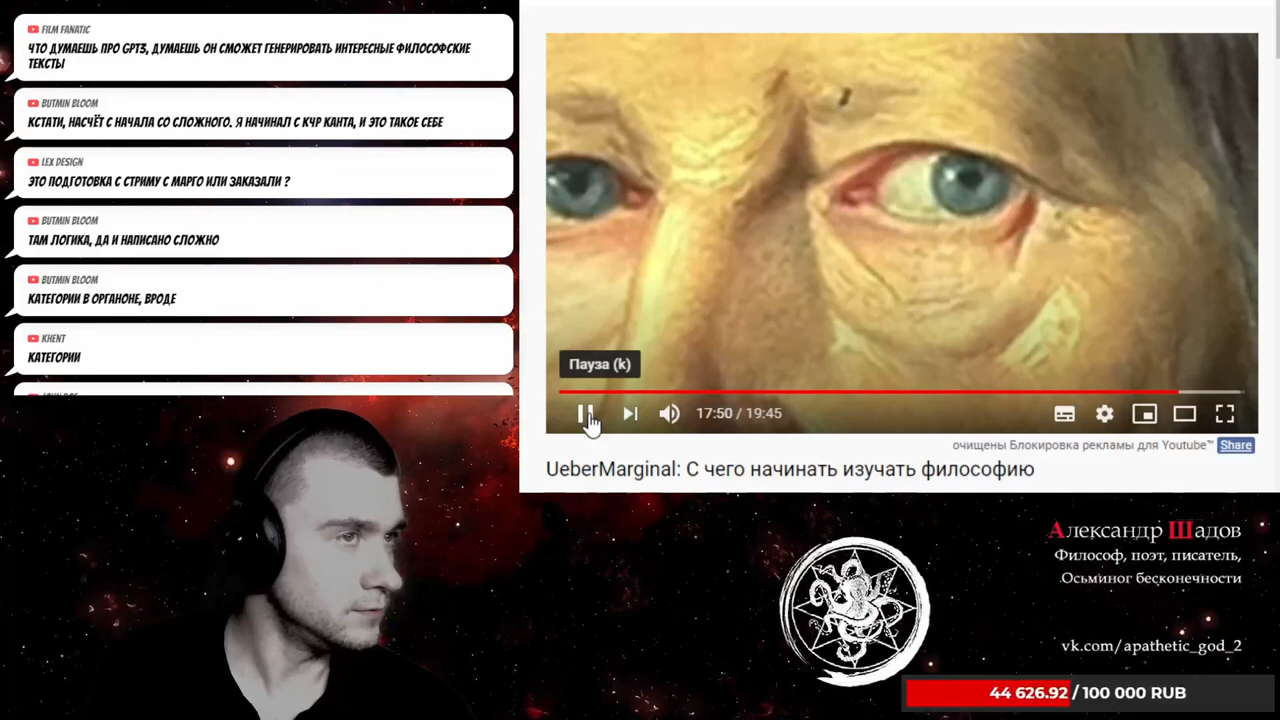 FILM FANATIC
ЧТО ДУМАЕШЬ ПРО GPT3, ДУМАЕШЬ ОН СМОЖЕТ ГЕНЕРИРОВАТЬ ИНТЕРЕСНЫЕ ФИЛОСОФСКИЕ
ТЕКСТЫ
BUTMIN BLOOM
КСТАТИ, НАСЧЁТ С НАЧАЛА СО СЛОЖНОГО. Я НАЧИНАЛ С КЧР КАНТА, И ЭТО ТАКОЕ СЕБЕ
LEX DESIGN
ЭТО ПОДГОТОВКА С СТРИМУ С МАРГО ИЛИ ЗАКАЗАЛИ ?
BUTMIN BLOOM
ТАМ ЛОГИКА, ДА И НАПИСАНО СЛОЖНО
BUTMIN BLOOM
КАТЕГОРИИ В ОРГАНОНЕ, ВРОДЕ
KHENT
КАТЕГОРИИ
Пауза (k)
17:50 / 19:45
очищены Блокировка рекламы для Youtube™ Share
UeberMarginal: С чего начинать изучать философию
Александр Шадов
Философ, поэт, писатель,
Осьминог бесконечности
vk.com/apathetic_god_2
44 626.92 / 100 000 RUB